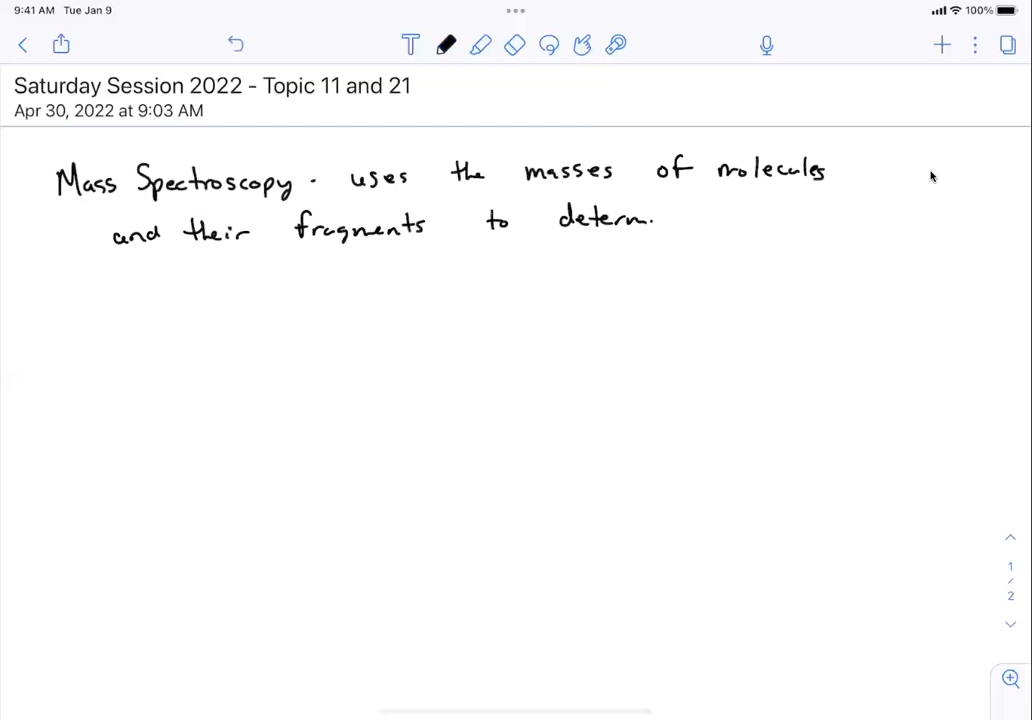 9:41 AM Tue Jan 9 100%
Saturday Session 2022 - Topic 11 and 21
Apr 30, 2022 at 9:03 AM
Mass Spectroscopy - uses the masses of molecules
and their fragments to determ.
1
/
2